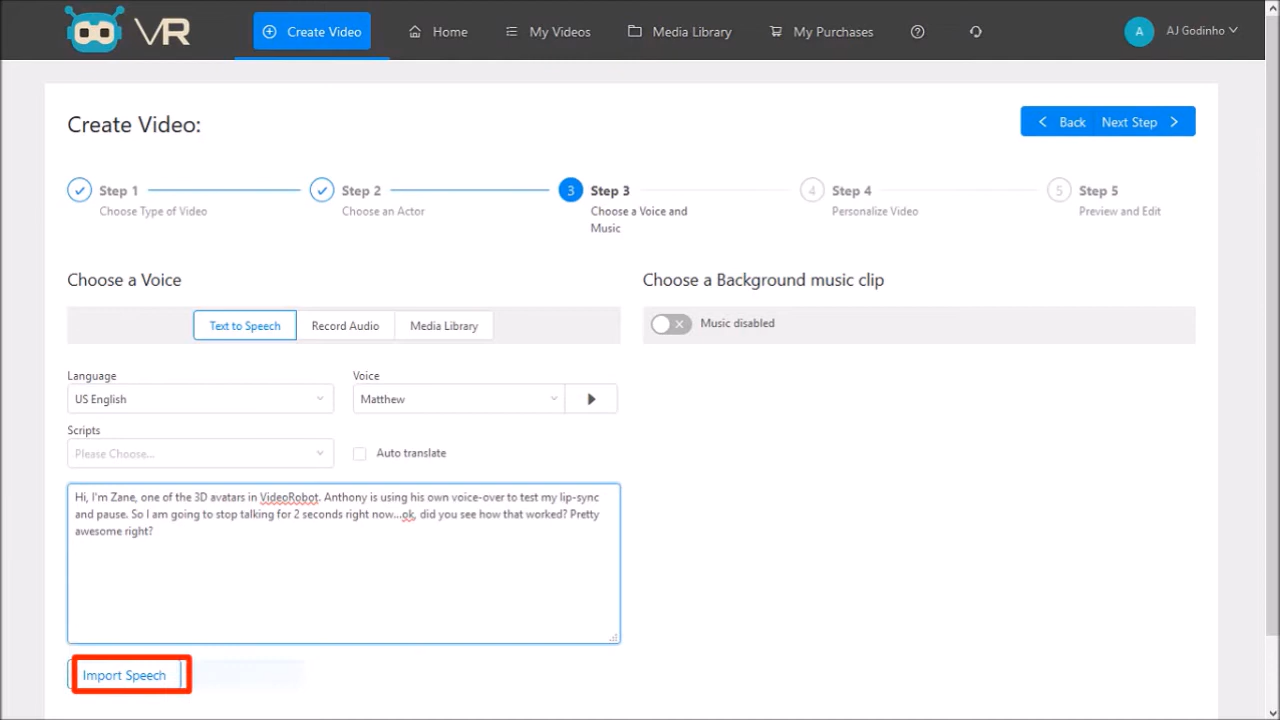 VR
Create Video
Home
My Videos
Media Library
My Purchases
A
AJ Godinho
Create Video:
Back
Next Step
Step 1
Choose Type of Video
Step 2
Choose an Actor
3
Step 3
Choose a Voice and
Music
4
Step 4
Personalize Video
5
Step 5
Preview and Edit
Choose a Voice
Text to Speech
Record Audio
Media Library
Choose a Background music clip
Music disabled
Language
US English
Voice
Matthew
Scripts
Please Choose...
Auto translate
Hi, I'm Zane, one of the 3D avatars in VideoRobot. Anthony is using his own voice-over to test my lip-sync
and pause. So I am going to stop talking for 2 seconds right now...ok, did you see how that worked? Pretty
awesome right?
Import Speech